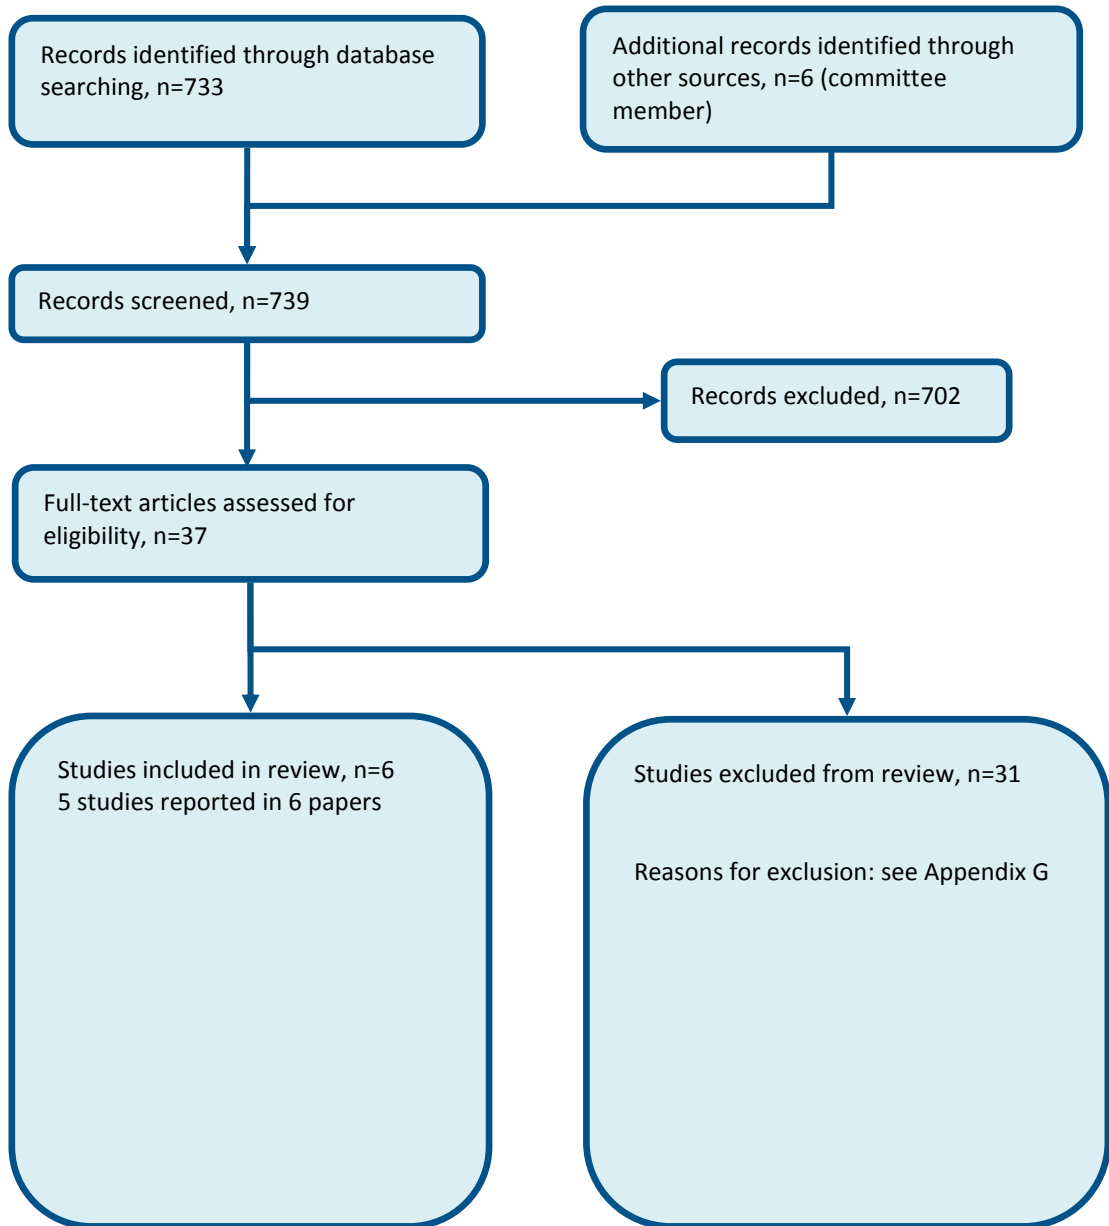 Records identified through database
searching, n=733
Additional records identified through
other sources, n=6 (committee
member)
Records screened, n=739
Records excluded, n=702
Full-text articles assessed for
eligibility, n=37
Studies included in review, n=6
5 studies reported in 6 papers
Studies excluded from review, n=31
Reasons for exclusion: see Appendix G